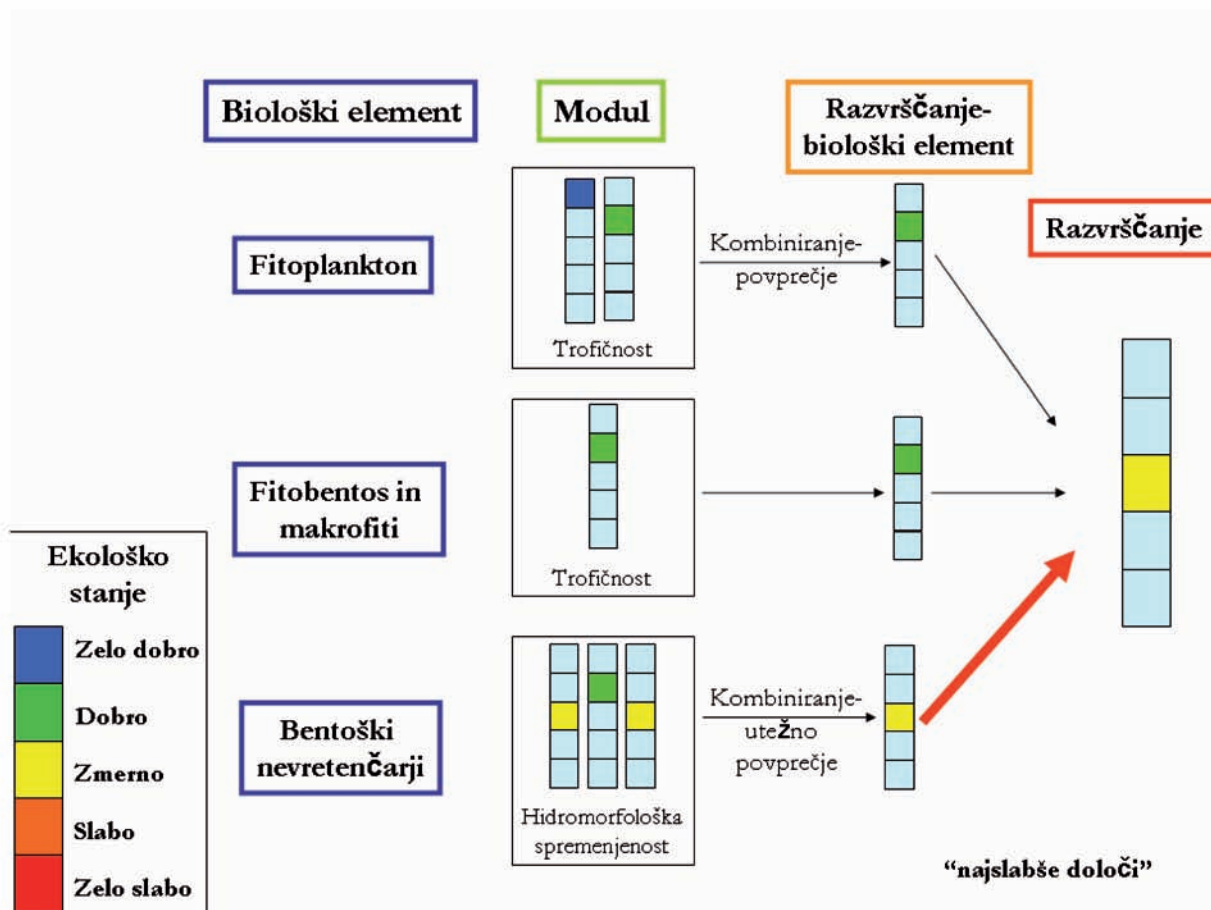 Biološki element
Modul
Razvrščanje-
biološki element
Razvrščanje
Fitoplankton
Trofičnost
Kombiniranje-
povprečje
Fitobentos in
makrofiti
Trofičnost
Bentoški
nevretenčarji
Hidromorfološka
spremenjenost
Kombiniranje-
utežno
povprečje
"najslabše določi"
Ekološko
stanje
Zelo dobro
Dobro
Zmerno
Slabo
Zelo slabo